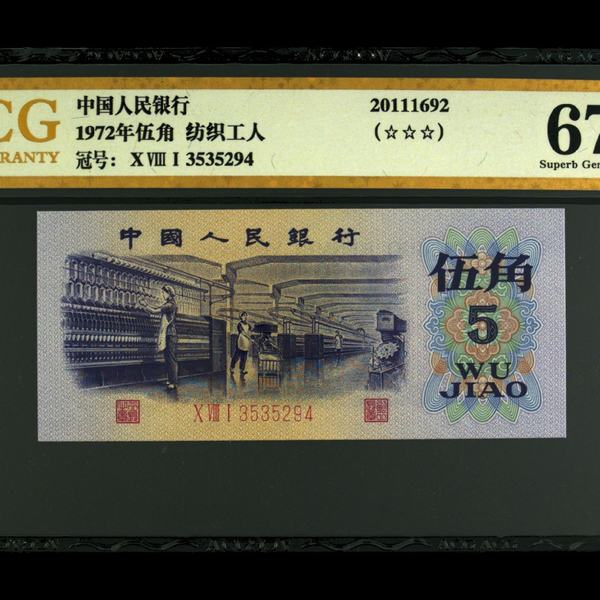 CG
RRANTY
中国人民银行
1972年伍角 纺织工人
冠号: X Ⅷ I 3535294
20111692
(☆☆☆)
67
Superb Gem
中國人民銀行
伍角
5
WU
JIAO
X Ⅷ I 3535294